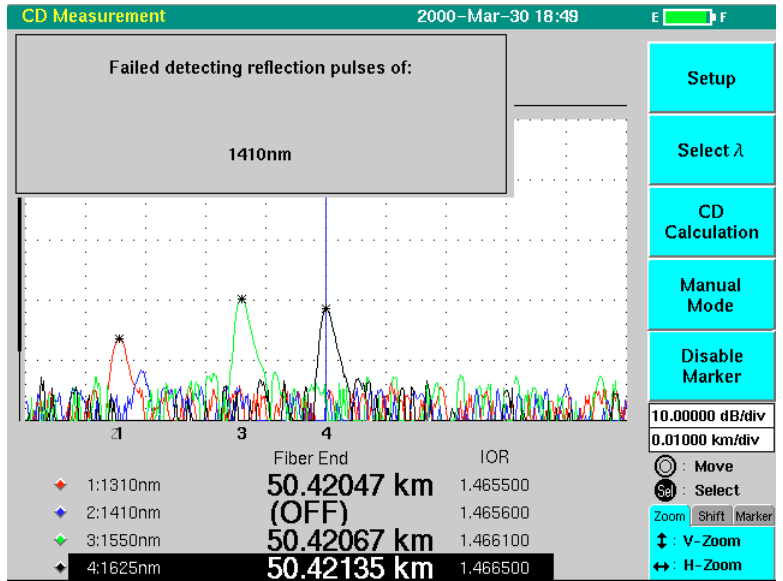 CD Measurement 2000-Mar-30 18:49 E F
Failed detecting reflection pulses of:
1410nm
Setup
Select λ
CD
Calculation
Manual
Mode
Disable
Marker
10.00000 dB/div
0.01000 km/div
: Move
Sel : Select
Zoom Shift Marker
: V-Zoom
: H-Zoom
3 4
Fiber End IOR
1:1310nm 50.42047 km 1.465500
2:1410nm (OFF) 1.465600
3:1550nm 50.42067 km 1.466100
4:1625nm 50.42135 km 1.466500